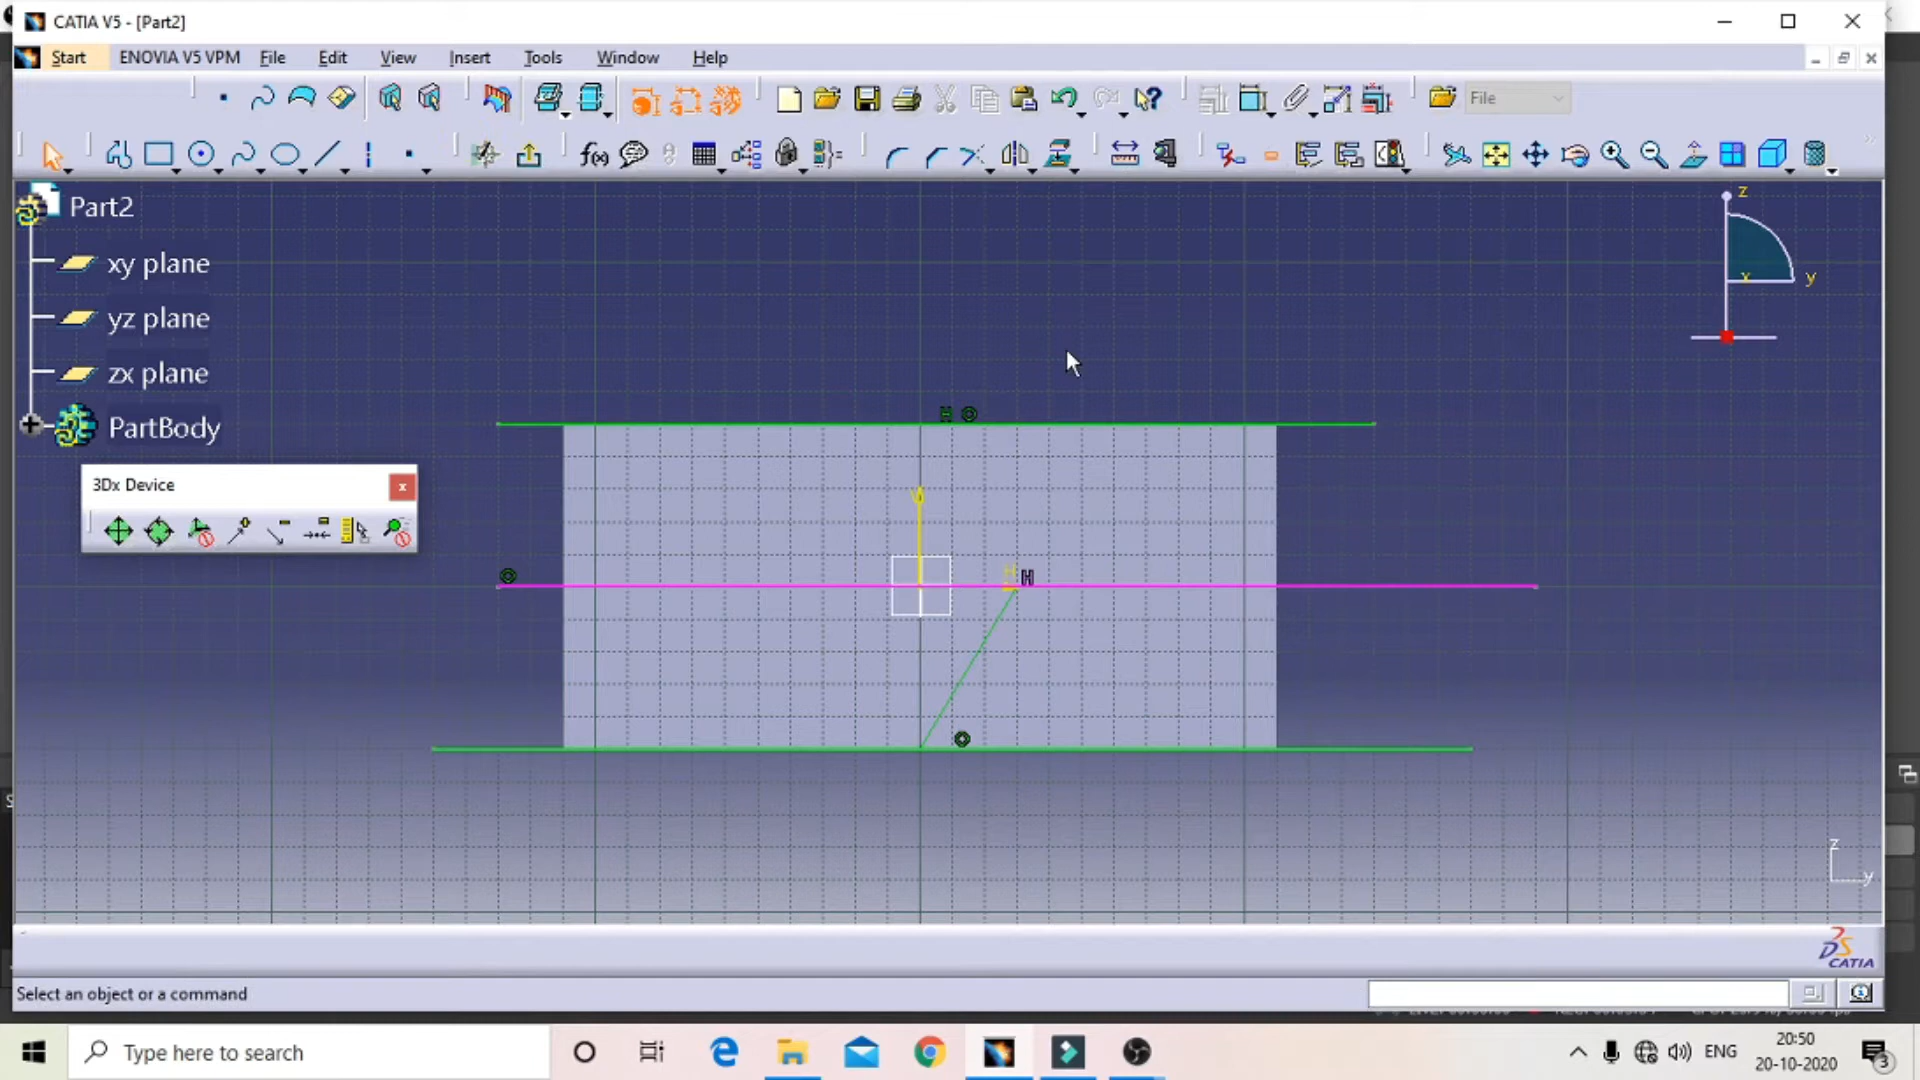 CATIA V5 - [Part2]
Start ENOVIA V5 VPM File Edit View Insert Tools Window Help
File
f(x)
Part2
xy plane
yz plane
zx plane
PartBody
3Dx Device
z
x
y
V
H
H
H
z
y
DS
CATIA
Select an object or a command
Type here to search
ENG
20:50
20-10-2020
3